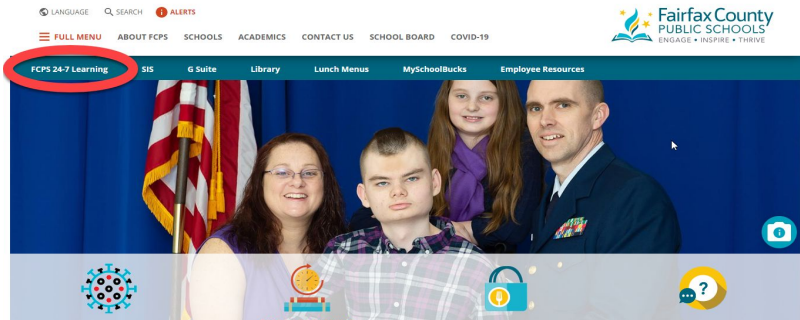 LANGUAGE SEARCH ALERTS
FULL MENU ABOUT FCPS SCHOOLS ACADEMICS CONTACT US SCHOOL BOARD COVID-19
Fairfax County
PUBLIC SCHOOLS
ENGAGE • INSPIRE • THRIVE
FCPS 24-7 Learning SIS G Suite Library Lunch Menus MySchoolBucks Employee Resources
?